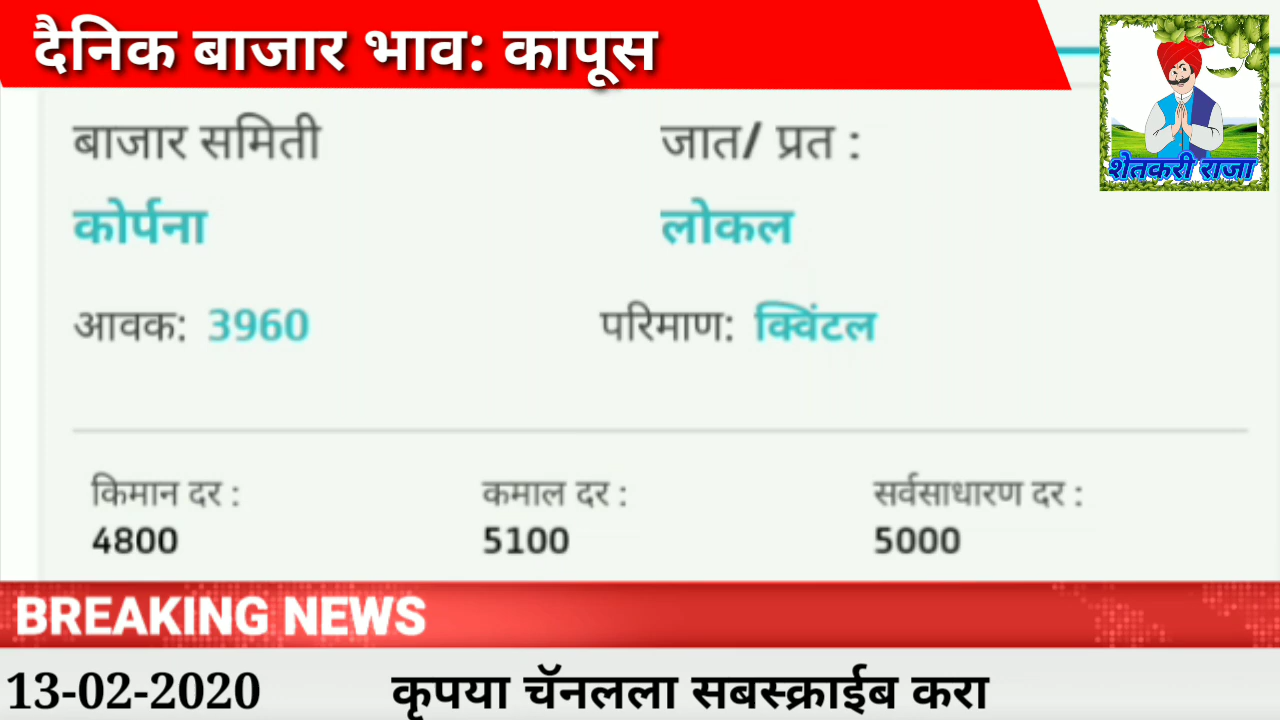 दैनिक बाजार भाव: कापूस
शेतकरी राजा
बाजार समिती जात/ प्रत :
कोर्पना लोकल
आवक: 3960 परिमाण: क्विंटल
किमान दर : कमाल दर : सर्वसाधारण दर :
4800 5100 5000
BREAKING NEWS
13-02-2020 कृपया चॅनलला सबस्क्राईब करा